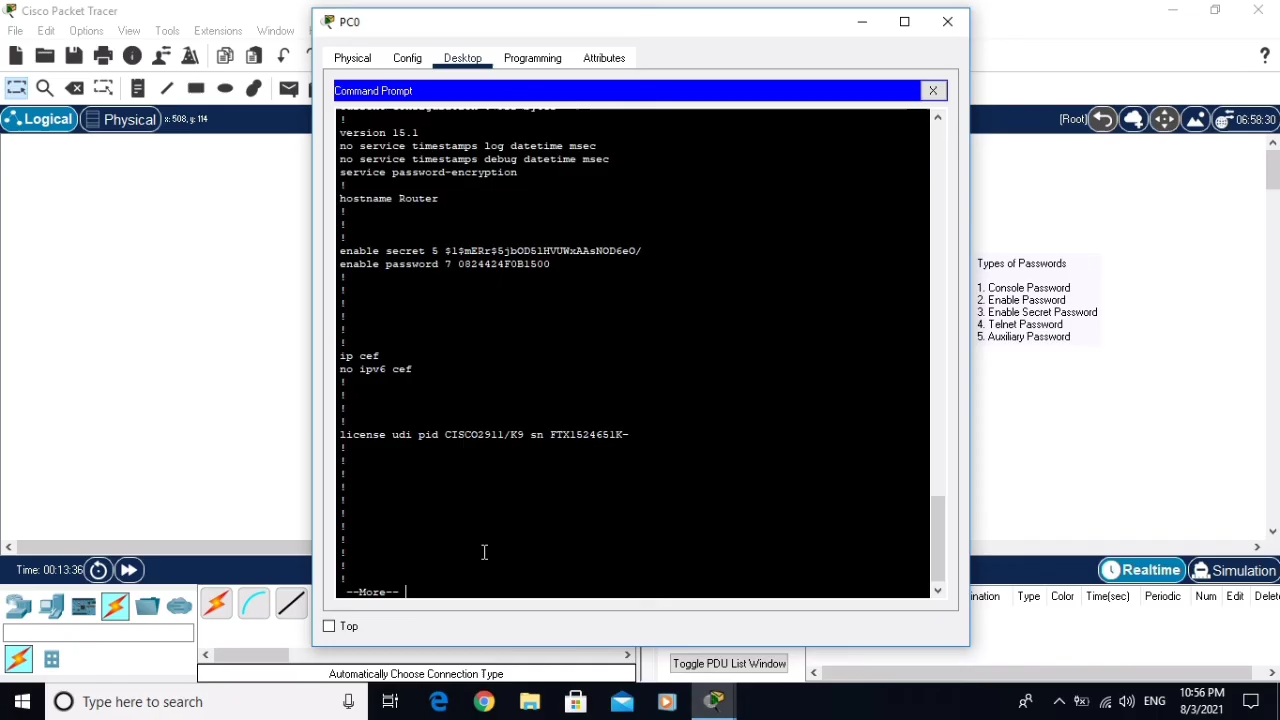 Cisco Packet Tracer
File Edit Options View Tools Extensions Window
PC0
Physical Config Desktop Programming Attributes
Command Prompt
Logical Physical x: 508, y: 114
[Root] 06:58:30
!
version 15.1
no service timestamps log datetime msec
no service timestamps debug datetime msec
service password-encryption
!
hostname Router
!
!
!
enable secret 5 $1$mERr$5jbOD5lHVUWxAAsNOD6eO/
enable password 7 0824424F0B1500
!
!
!
!
!
!
ip cef
no ipv6 cef
!
!
!
!
license udi pid CISCO2911/K9 sn FTX1524651K-
!
!
!
!
!
!
!
!
!
!
!
--More--
Top
Types of Passwords
1. Console Password
2. Enable Password
3. Enable Secret Password
4. Telnet Password
5. Auxiliary Password
Time: 00:13:36
Realtime Simulation
ination Type Color Time(sec) Periodic Num Edit Delete
Automatically Choose Connection Type
Toggle PDU List Window
Type here to search
ENG
10:56 PM
8/3/2021